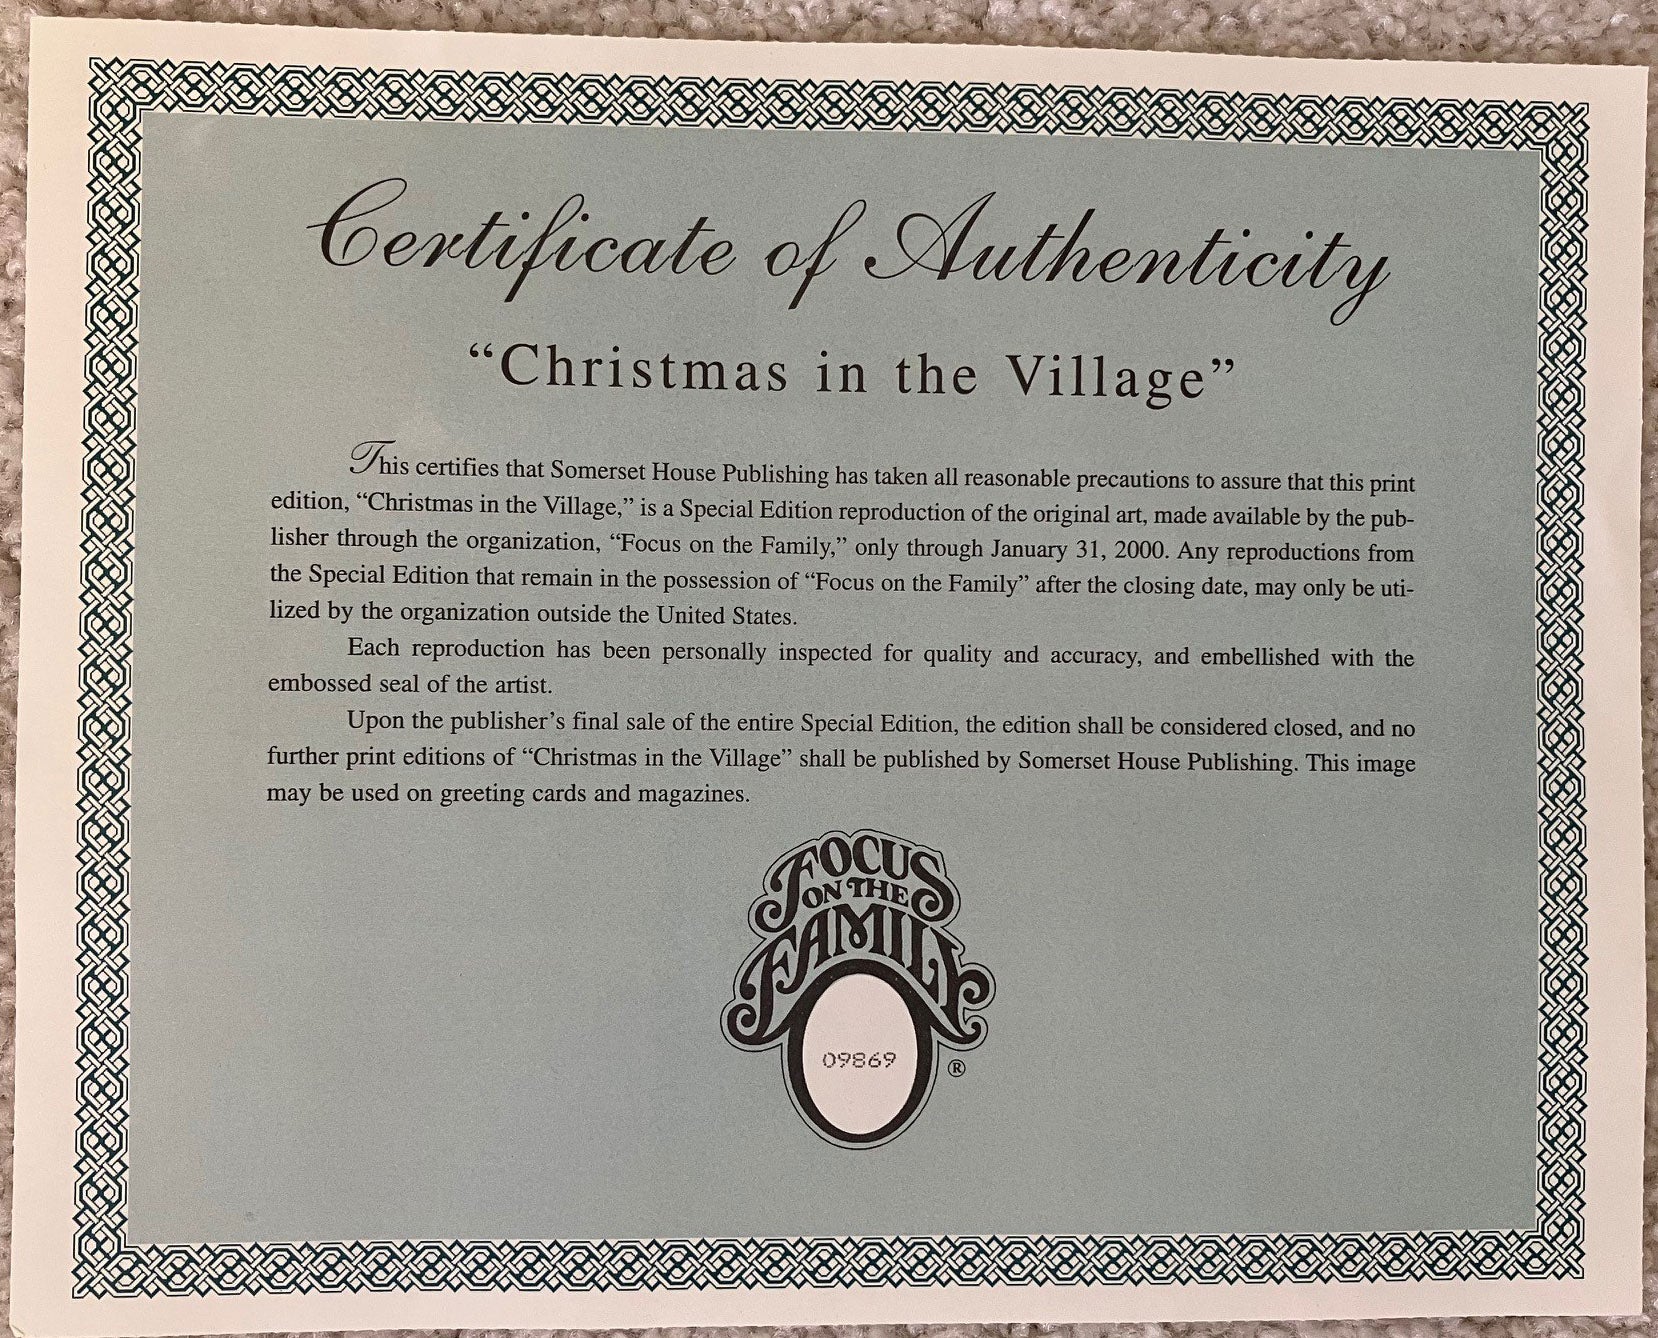 Certificate of Authenticity
“Christmas in the Village”
This certifies that Somerset House Publishing has taken all reasonable precautions to assure that this print
edition, “Christmas in the Village,” is a Special Edition reproduction of the original art, made available by the pub-
lisher through the organization, “Focus on the Family,” only through January 31, 2000. Any reproductions from
the Special Edition that remain in the possession of “Focus on the Family” after the closing date, may only be uti-
lized by the organization outside the United States.
Each reproduction has been personally inspected for quality and accuracy, and embellished with the
embossed seal of the artist.
Upon the publisher’s final sale of the entire Special Edition, the edition shall be considered closed, and no
further print editions of “Christmas in the Village” shall be published by Somerset House Publishing. This image
may be used on greeting cards and magazines.
FOCUS
ON THE
FAMILY
09869
®